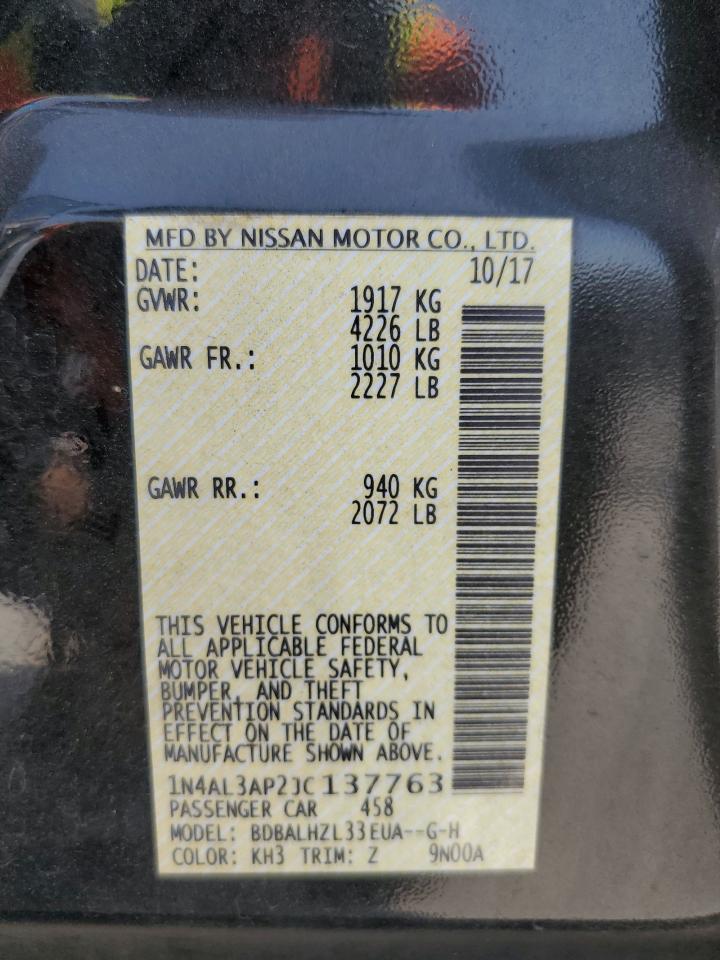 MFD BY NISSAN MOTOR CO., LTD.
DATE: 10/17
GVWR: 1917 KG
4226 LB
GAWR FR.: 1010 KG
2227 LB
GAWR RR.: 940 KG
2072 LB
THIS VEHICLE CONFORMS TO
ALL APPLICABLE FEDERAL
MOTOR VEHICLE SAFETY,
BUMPER, AND THEFT
PREVENTION STANDARDS IN
EFFECT ON THE DATE OF
MANUFACTURE SHOWN ABOVE.
1N4AL3AP2JC137763
PASSENGER CAR 458
MODEL: BDBALHZL33EUA--G-H
COLOR: KH3 TRIM: Z 9N00A